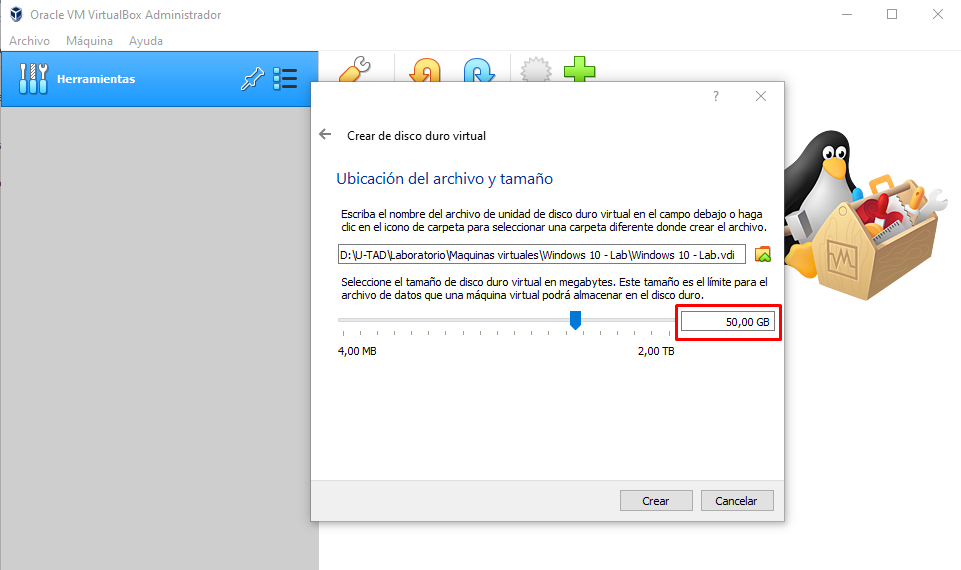 Oracle VM VirtualBox Administrador
Archivo Máquina Ayuda
Herramientas
?
Crear de disco duro virtual
Ubicación del archivo y tamaño
Escriba el nombre del archivo de unidad de disco duro virtual en el campo debajo o haga
clic en el icono de carpeta para seleccionar una carpeta diferente donde crear el archivo.
D:\U-TAD\Laboratorio\Maquinas virtuales\Windows 10 - Lab\Windows 10 - Lab.vdi
Seleccione el tamaño de disco duro virtual en megabytes. Este tamaño es el límite para el
archivo de datos que una máquina virtual podrá almacenar en el disco duro.
50,00 GB
4,00 MB 2,00 TB
Crear Cancelar